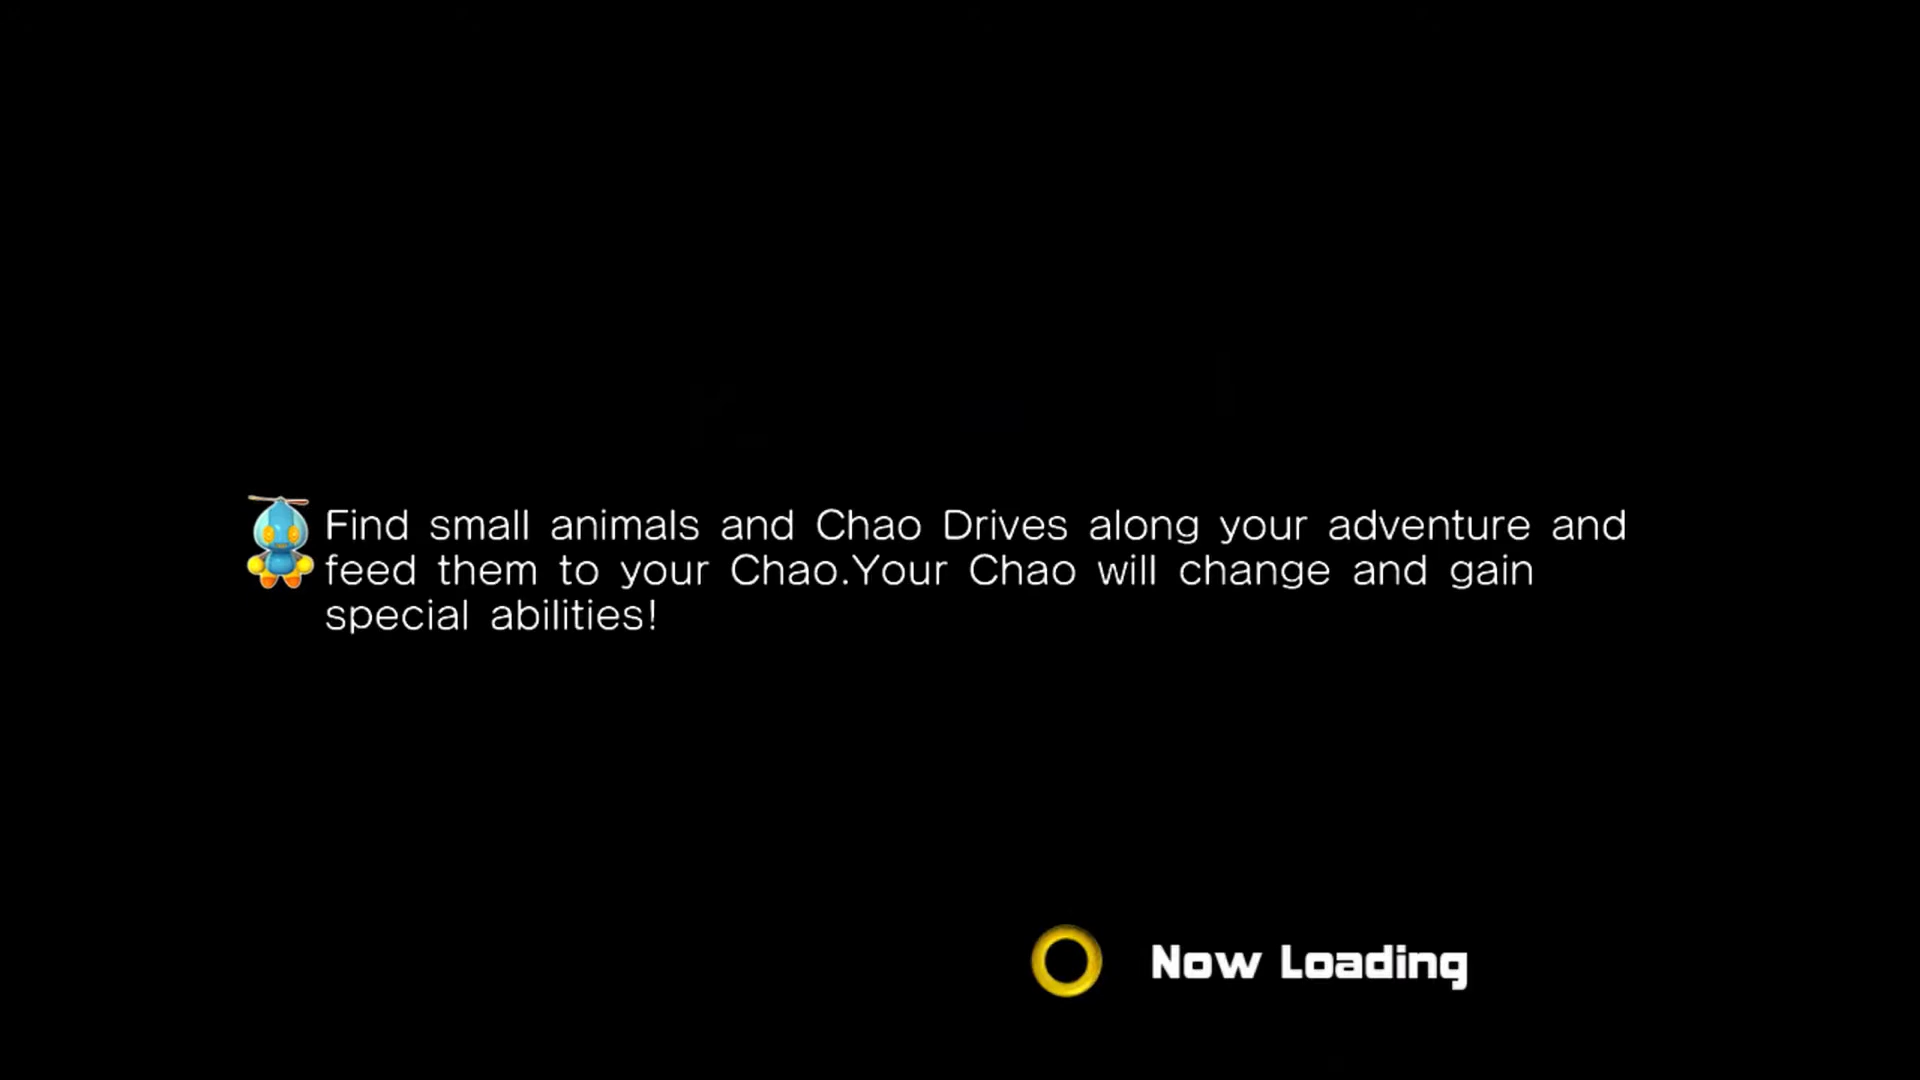 Find small animals and Chao Drives along your adventure and
feed them to your Chao.Your Chao will change and gain
special abilities!
Now Loading